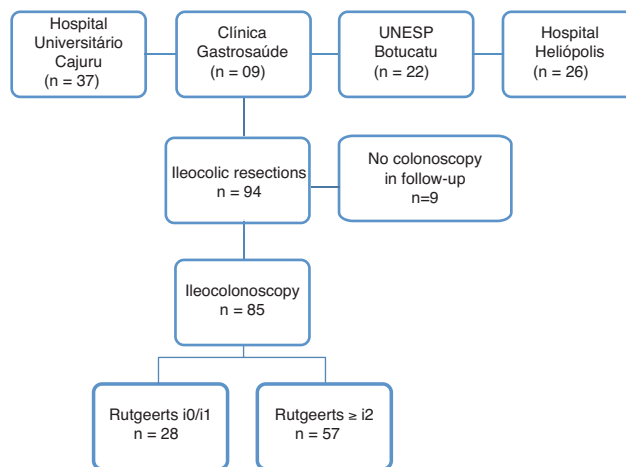 Hospital
Universitário
Cajuru
(n = 37)
Clínica
Gastrosaúde
(n = 09)
UNESP
Botucatu
(n = 22)
Hospital
Heliópolis
(n = 26)
Ileocolic resections
n = 94
No colonoscopy
in follow-up
n=9
Ileocolonoscopy
n = 85
Rutgeerts i0/i1
n = 28
Rutgeerts ≥ i2
n = 57